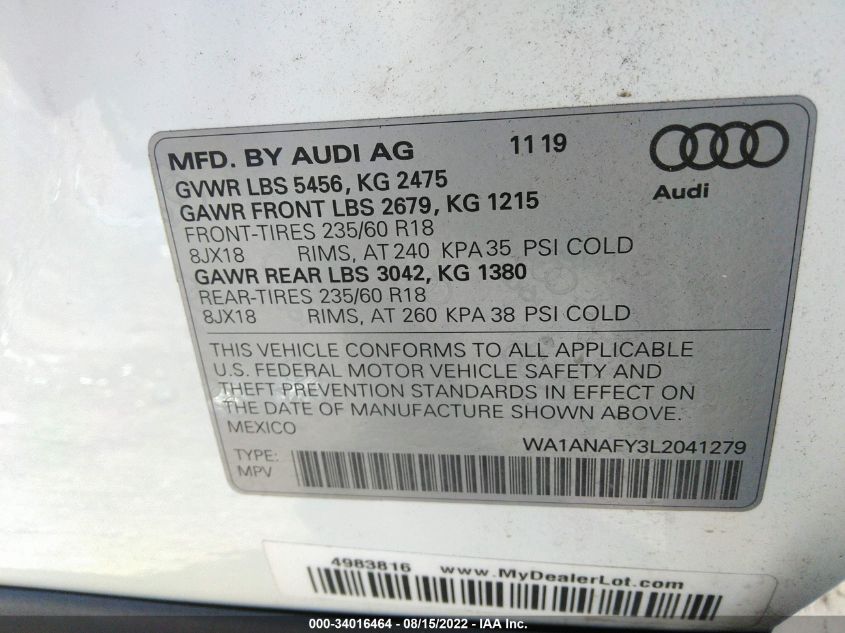 MFD. BY AUDI AG 11 19
GVWR LBS 5456, KG 2475
GAWR FRONT LBS 2679, KG 1215
FRONT-TIRES 235/60 R18
8JX18 RIMS, AT 240 KPA 35 PSI COLD
GAWR REAR LBS 3042, KG 1380
REAR-TIRES 235/60 R18
8JX18 RIMS, AT 260 KPA 38 PSI COLD
Audi
THIS VEHICLE CONFORMS TO ALL APPLICABLE
U.S. FEDERAL MOTOR VEHICLE SAFETY AND
THEFT PREVENTION STANDARDS IN EFFECT ON
THE DATE OF MANUFACTURE SHOWN ABOVE.
MEXICO
WA1ANAFY3L2041279
TYPE:
MPV
4983816 www.MyDealerLot.com
000-34016464 - 08/15/2022 - IAA Inc.